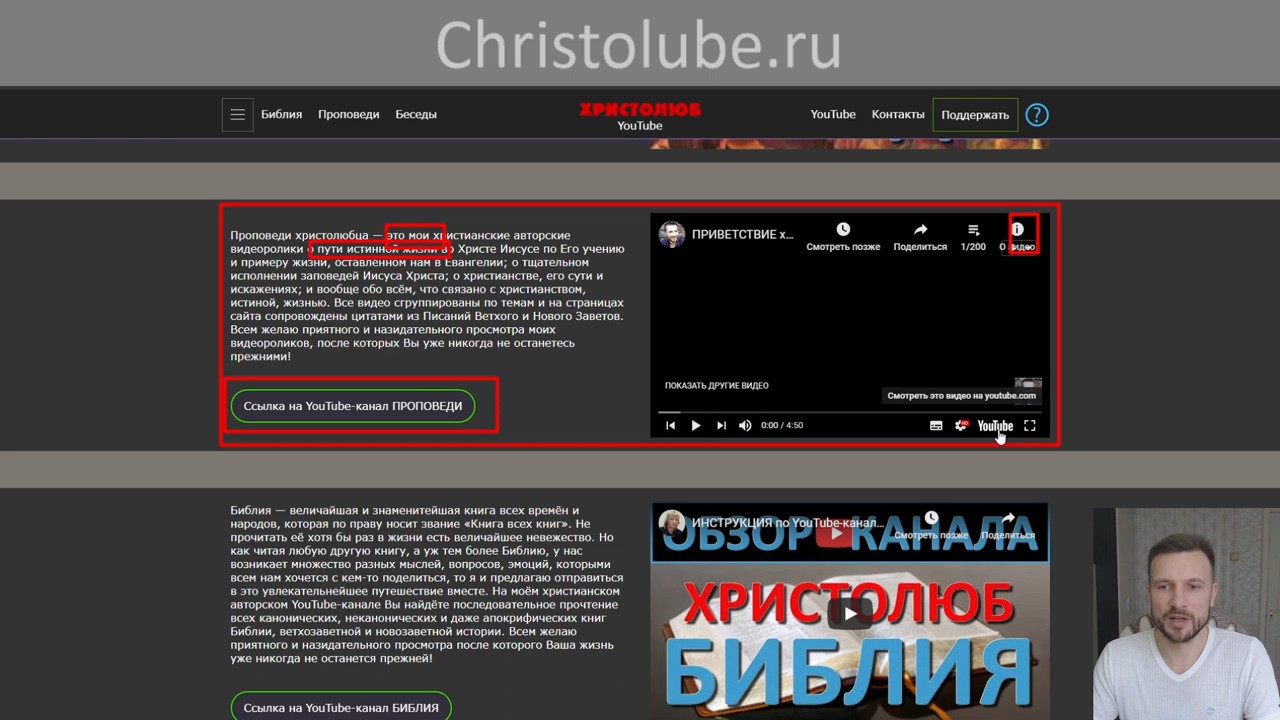 Christolube.ru
Библия Проповеди Беседы
ХРИСТОЛЮБ
YouTube
YouTube Контакты Поддержать ?
Проповеди христолюбца — это мои христианские авторские
видеоролики о пути истинной жизни во Христе Иисусе по Его учению
и примеру жизни, оставленном нам в Евангелии; о тщательном
исполнении заповедей Иисуса Христа; о христианстве, его сути и
искажениях; и вообще обо всём, что связано с христианством,
истиной, жизнью. Все видео сгруппированы по темам и на страницах
сайта сопровождены цитатами из Писаний Ветхого и Нового Заветов.
Всем желаю приятного и назидательного просмотра моих
видеороликов, после которых Вы уже никогда не останетесь
прежними!
Ссылка на YouTube-канал ПРОПОВЕДИ
ПРИВЕТСТВИЕ х...
Смотреть позже
Поделиться
1/200
О видео
ПОКАЗАТЬ ДРУГИЕ ВИДЕО
Смотреть это видео на youtube.com
0:00 / 4:50
HD
YouTube
Библия — величайшая и знаменитейшая книга всех времён и
народов, которая по праву носит звание «Книга всех книг». Не
прочитать её хотя бы раз в жизни есть величайшее невежество. Но
как читая любую другую книгу, а уж тем более Библию, у нас
возникает множество разных мыслей, вопросов, эмоций, которыми
всем нам хочется с кем-то поделиться, то я и предлагаю отправиться
в это увлекательнейшее путешествие вместе. На моём христианском
авторском YouTube-канале Вы найдёте последовательное прочтение
всех канонических, неканонических и даже апокрифических книг
Библии, ветхозаветной и новозаветной истории. Всем желаю
приятного и назидательного просмотра после которого Ваша жизнь
уже никогда не останется прежней!
Ссылка на YouTube-канал БИБЛИЯ
ИНСТРУКЦИЯ по YouTube-канал...
Смотреть позже
Поделиться
ОБЗОР КАНАЛА
ХРИСТОЛЮБ
БИБЛИЯ